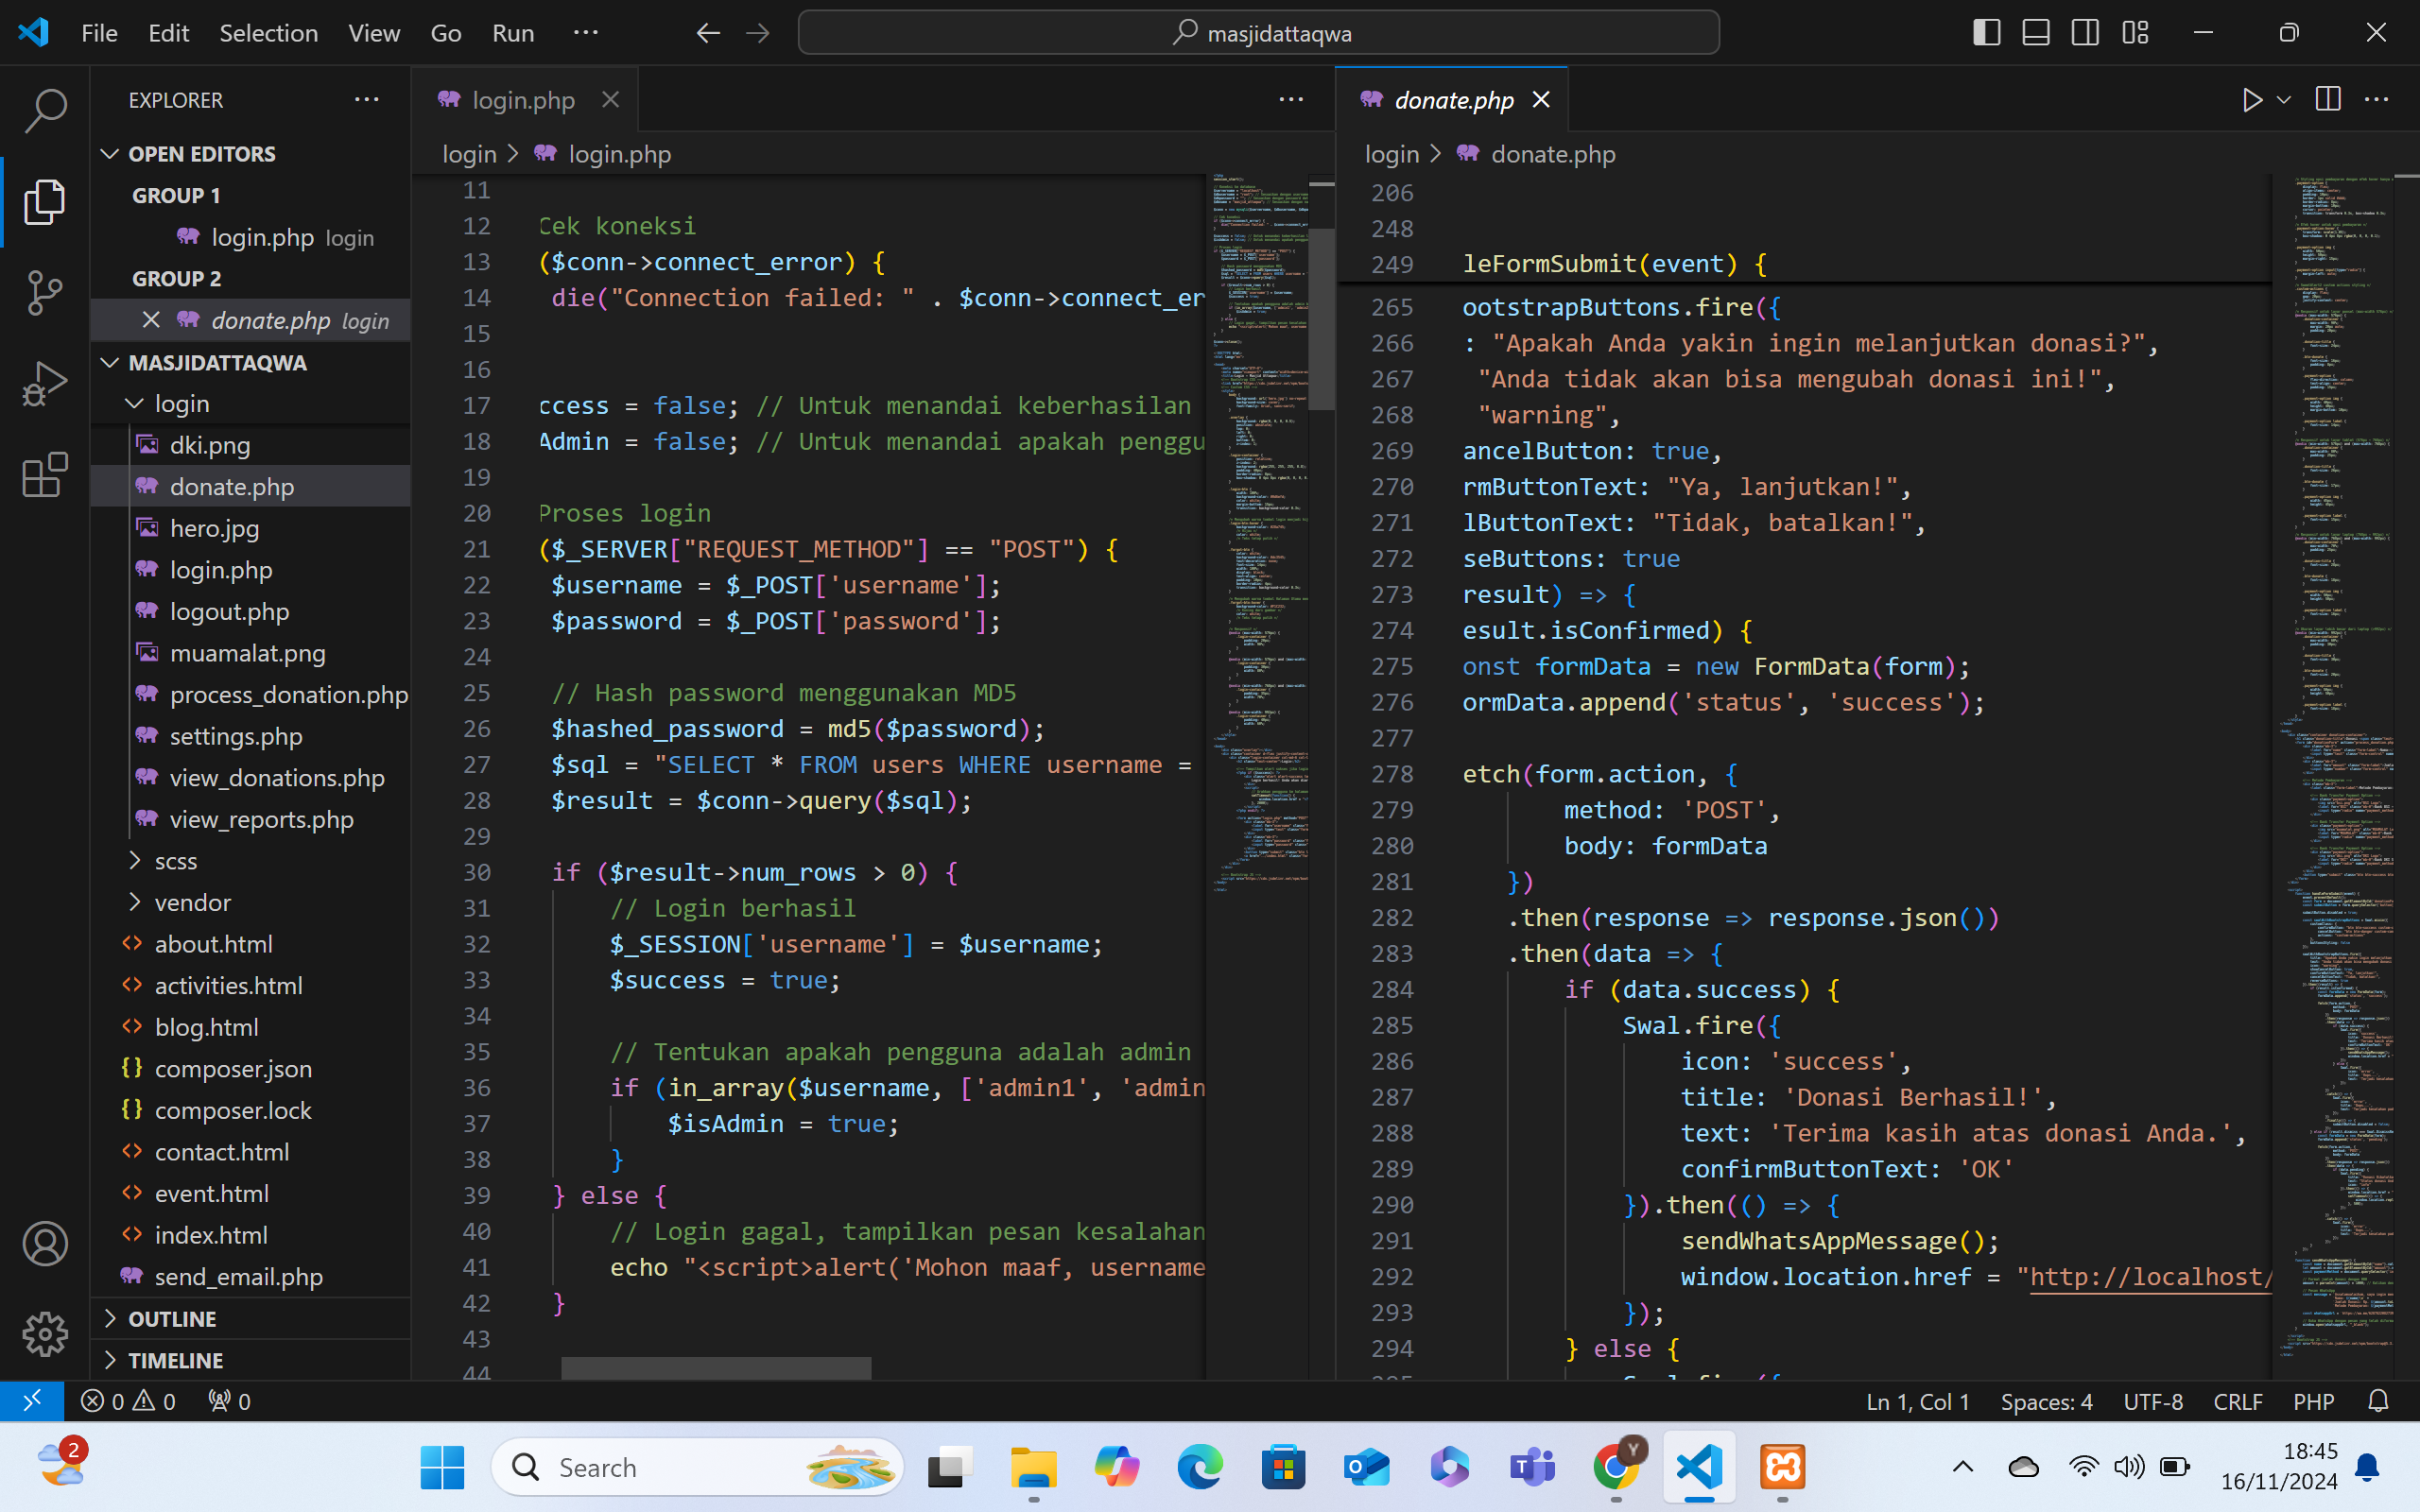 File Edit Selection View Go Run ···
masjidattaqwa
EXPLORER
OPEN EDITORS
GROUP 1
login.php login
GROUP 2
donate.php login
MASJIDATTAQWA
login
dki.png
donate.php
hero.jpg
login.php
logout.php
muamalat.png
process_donation.php
settings.php
view_donations.php
view_reports.php
scss
vendor
about.html
activities.html
blog.html
composer.json
composer.lock
contact.html
event.html
index.html
send_email.php
OUTLINE
TIMELINE
login.php
login > login.php
11
12 Cek koneksi
13 ($conn->connect_error) {
14 die("Connection failed: " . $conn->connect_er
15
16
17 ccess = false; // Untuk menandai keberhasilan
18 Admin = false; // Untuk menandai apakah penggu
19
20 Proses login
21 ($_SERVER["REQUEST_METHOD"] == "POST") {
22 $username = $_POST['username'];
23 $password = $_POST['password'];
24
25 // Hash password menggunakan MD5
26 $hashed_password = md5($password);
27 $sql = "SELECT * FROM users WHERE username =
28 $result = $conn->query($sql);
29
30 if ($result->num_rows > 0) {
31 // Login berhasil
32 $_SESSION['username'] = $username;
33 $success = true;
34
35 // Tentukan apakah pengguna adalah admin
36 if (in_array($username, ['admin1', 'admin
37 $isAdmin = true;
38 }
39 } else {
40 // Login gagal, tampilkan pesan kesalahan
41 echo "<script>alert('Mohon maaf, username
42 }
43
44
donate.php
login > donate.php
206
248
249 leFormSubmit(event) {
265 ootstrapButtons.fire({
266 : "Apakah Anda yakin ingin melanjutkan donasi?",
267 "Anda tidak akan bisa mengubah donasi ini!",
268 "warning",
269 ancelButton: true,
270 rmButtonText: "Ya, lanjutkan!",
271 lButtonText: "Tidak, batalkan!",
272 seButtons: true
273 result) => {
274 esult.isConfirmed) {
275 onst formData = new FormData(form);
276 ormData.append('status', 'success');
277
278 etch(form.action, {
279 method: 'POST',
280 body: formData
281 })
282 .then(response => response.json())
283 .then(data => {
284 if (data.success) {
285 Swal.fire({
286 icon: 'success',
287 title: 'Donasi Berhasil!',
288 text: 'Terima kasih atas donasi Anda.',
289 confirmButtonText: 'OK'
290 }).then(() => {
291 sendWhatsAppMessage();
292 window.location.href = "http://localhost/
293 });
294 } else {
0 0 0
Ln 1, Col 1 Spaces: 4 UTF-8 CRLF PHP
2
Search
Y
18:45
16/11/2024